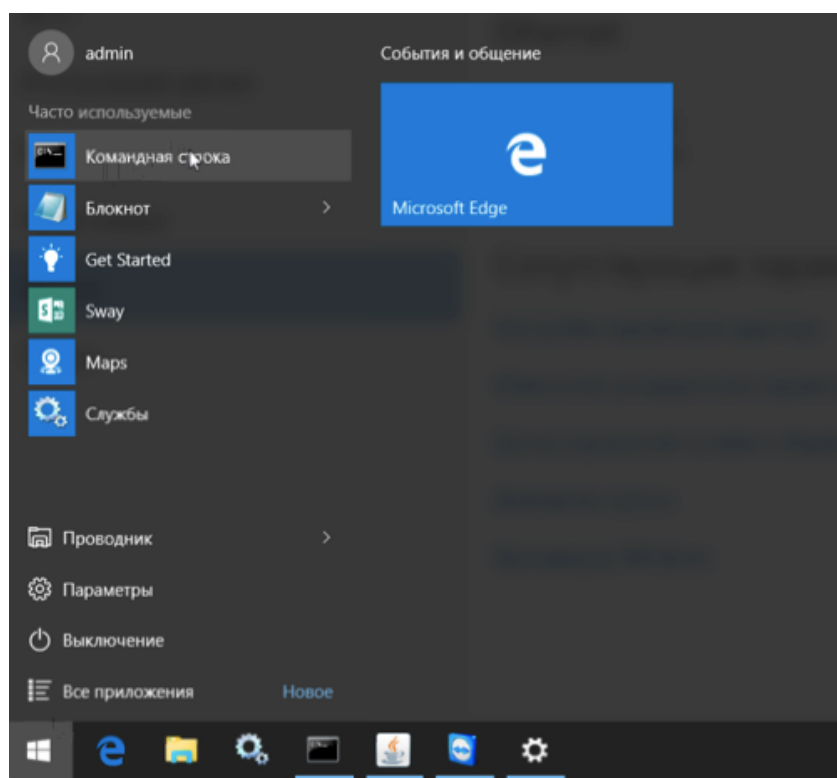 admin
События и общение
Часто используемые
Командная строка
Блокнот
Microsoft Edge
Get Started
Sway
Maps
Службы
Проводник
Параметры
Выключение
Все приложения
Новое